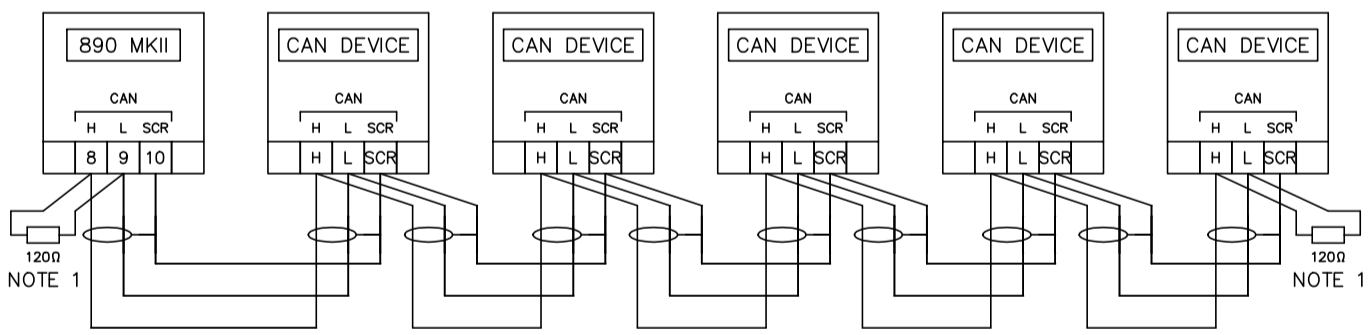 890 MKII CAN DEVICE CAN DEVICE CAN DEVICE CAN DEVICE CAN DEVICE
CAN CAN CAN CAN CAN CAN
H L SCR H L SCR H L SCR H L SCR H L SCR H L SCR
8 9 10 H L SCR H L SCR H L SCR H L SCR H L SCR
120Ω 120Ω
NOTE 1 NOTE 1